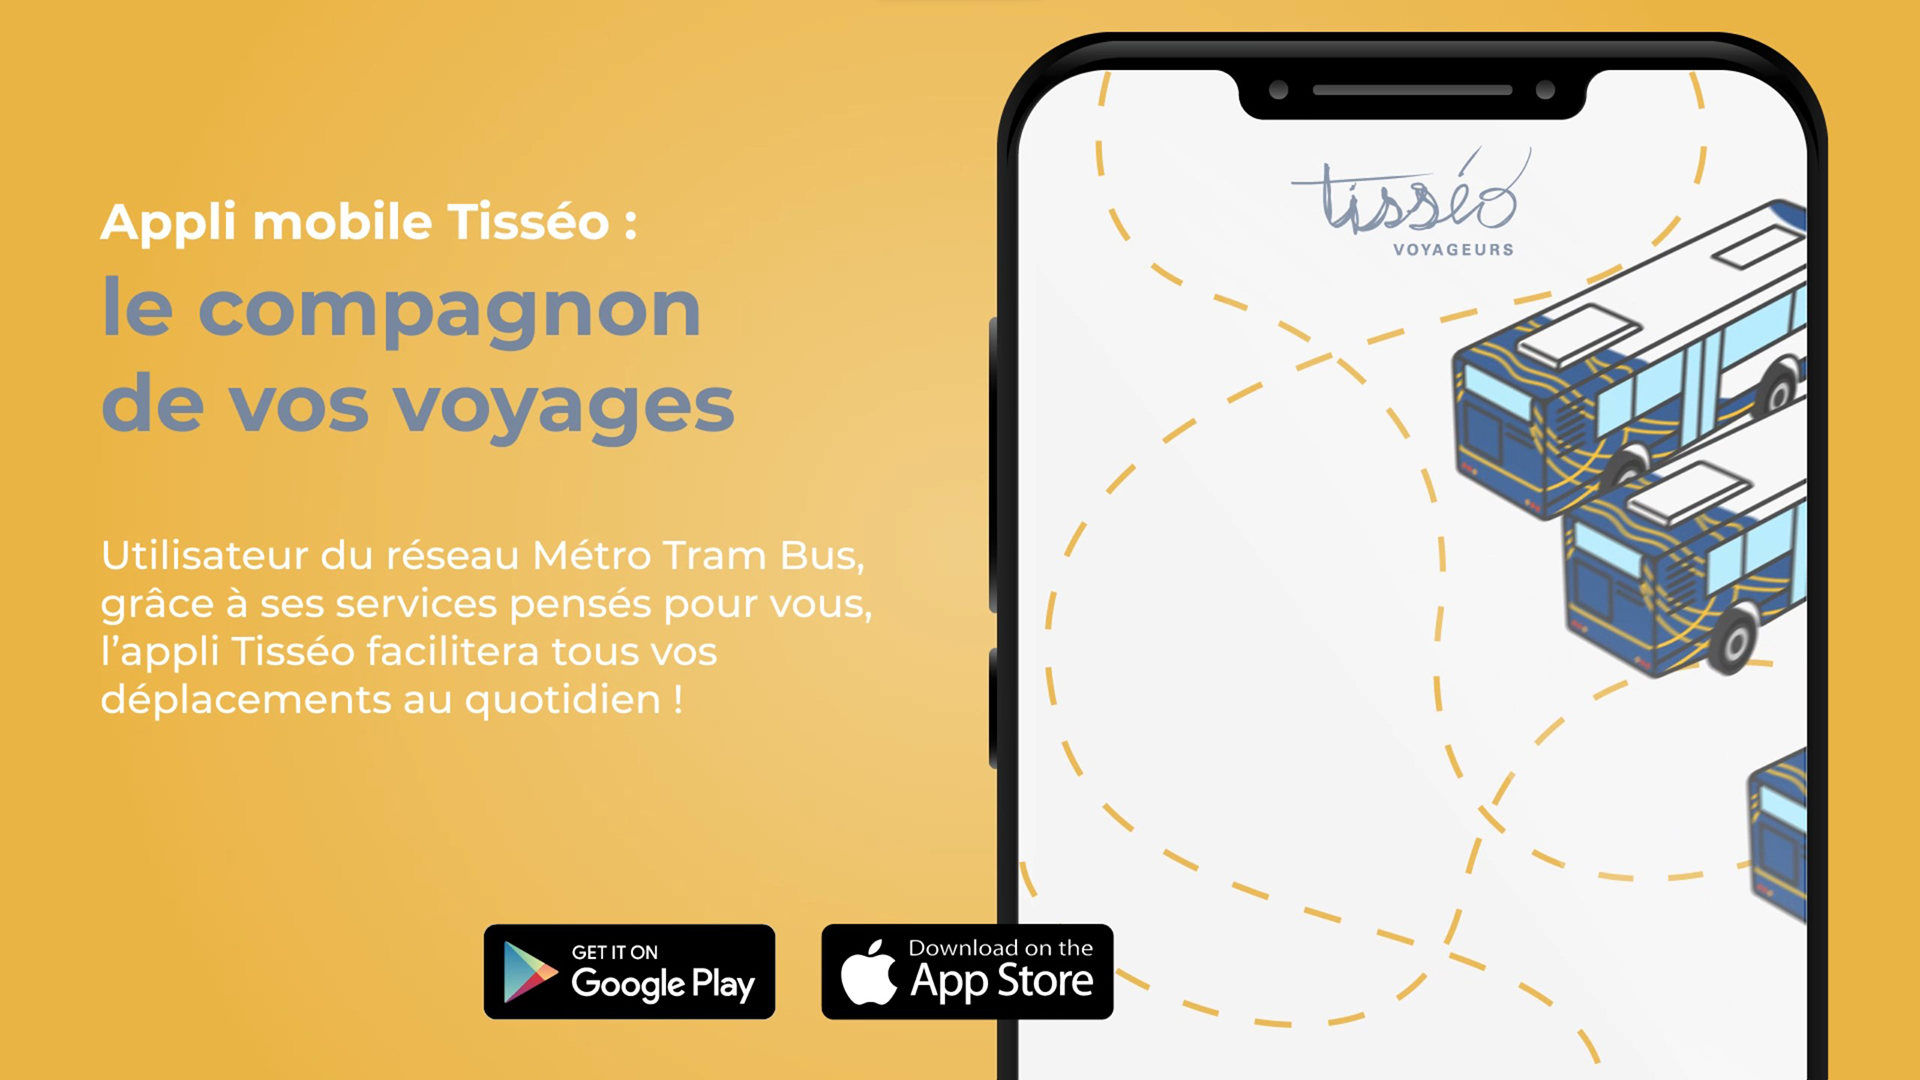 Appli mobile Tisséo :
le compagnon
de vos voyages
Utilisateur du réseau Métro Tram Bus,
grâce à ses services pensés pour vous,
l’appli Tisséo facilitera tous vos
déplacements au quotidien !
GET IT ON
Google Play
Download on the
App Store
tisséo
VOYAGEURS